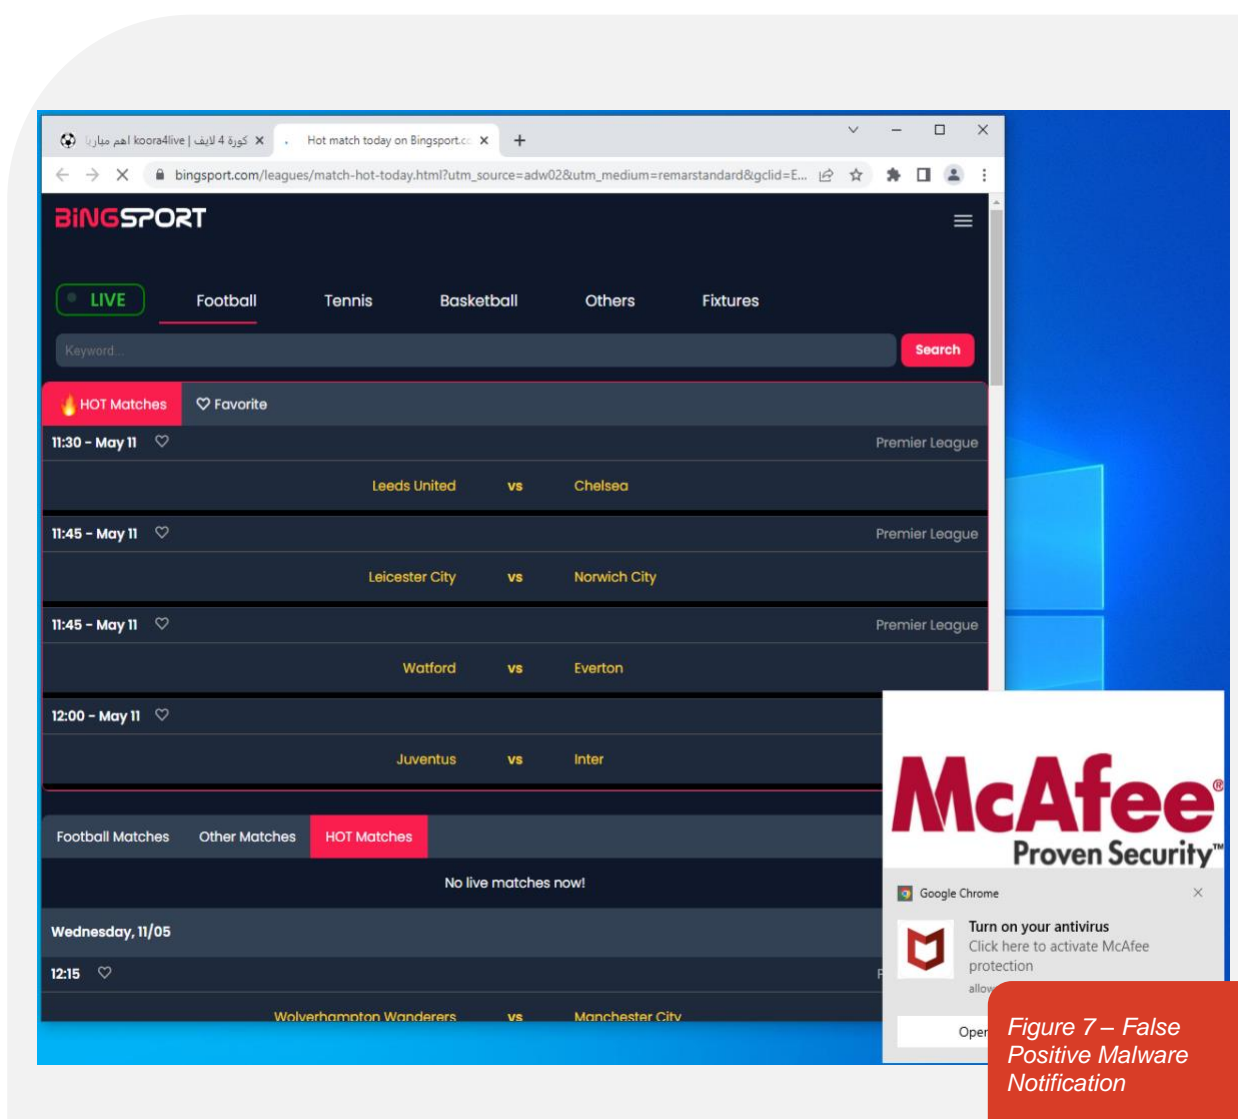 كورة 4 لايف | koora4live اهم مباريا
Hot match today on Bingsport.co
bingsport.com/leagues/match-hot-today.html?utm_source=adw02&utm_medium=remarstandard&gclid=E...
BiNGSPORT
LIVE Football Tennis Basketball Others Fixtures
Keyword... Search
HOT Matches Favorite
11:30 - May 11 Premier League
Leeds United vs Chelsea
11:45 - May 11 Premier League
Leicester City vs Norwich City
11:45 - May 11 Premier League
Watford vs Everton
12:00 - May 11
Juventus vs Inter
Football Matches Other Matches HOT Matches
No live matches now!
Wednesday, 11/05
12:15
Wolverhampton Wanderers vs Manchester City
McAfee®
Proven Security™
Google Chrome
Turn on your antivirus
Click here to activate McAfee
protection
allow
Open
Figure 7 – False
Positive Malware
Notification